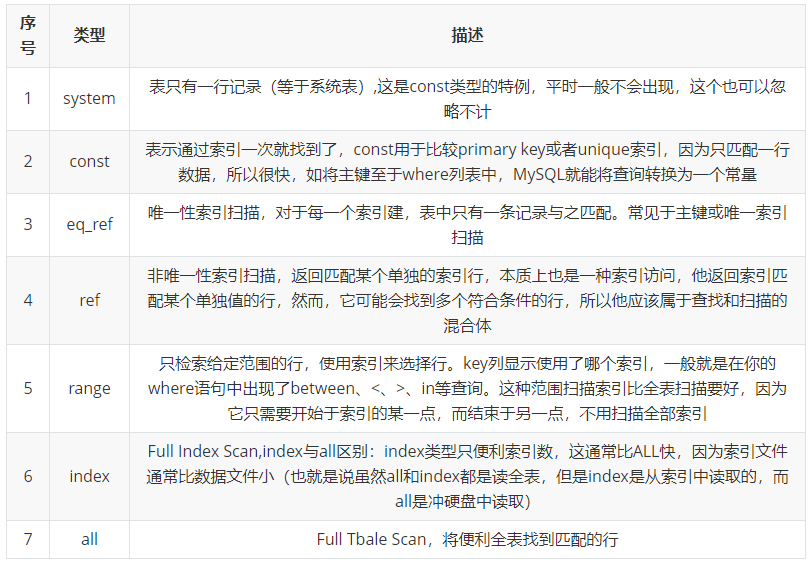 序号 类型 描述
1 system 表只有一行记录（等于系统表）,这是const类型的特例，平时一般不会出现，这个也可以忽
略不计
2 const 表示通过索引一次就找到了，const用于比较primary key或者unique索引，因为只匹配一行
数据，所以很快，如将主键至于where列表中，MySQL就能将查询转换为一个常量
3 eq_ref 唯一性索引扫描，对于每一个索引建，表中只有一条记录与之匹配。常见于主键或唯一索引
扫描
4 ref 非唯一性索引扫描，返回匹配某个单独的索引行，本质上也是一种索引访问，他返回索引匹
配某个单独值的行，然而，它可能会找到多个符合条件的行，所以他应该属于查找和扫描的
混合体
5 range 只检索给定范围的行，使用索引来选择行。key列显示使用了哪个索引，一般就是在你的
where语句中出现了between、<、>、in等查询。这种范围扫描索引比全表扫描要好，因为
它只需要开始于索引的某一点，而结束于另一点，不用扫描全部索引
6 index Full Index Scan,index与all区别：index类型只便利索引数，这通常比ALL快，因为索引文件
通常比数据文件小（也就是说虽然all和index都是读全表，但是index是从索引中读取的，而
all是冲硬盘中读取）
7 all Full Tbale Scan，将便利全表找到匹配的行